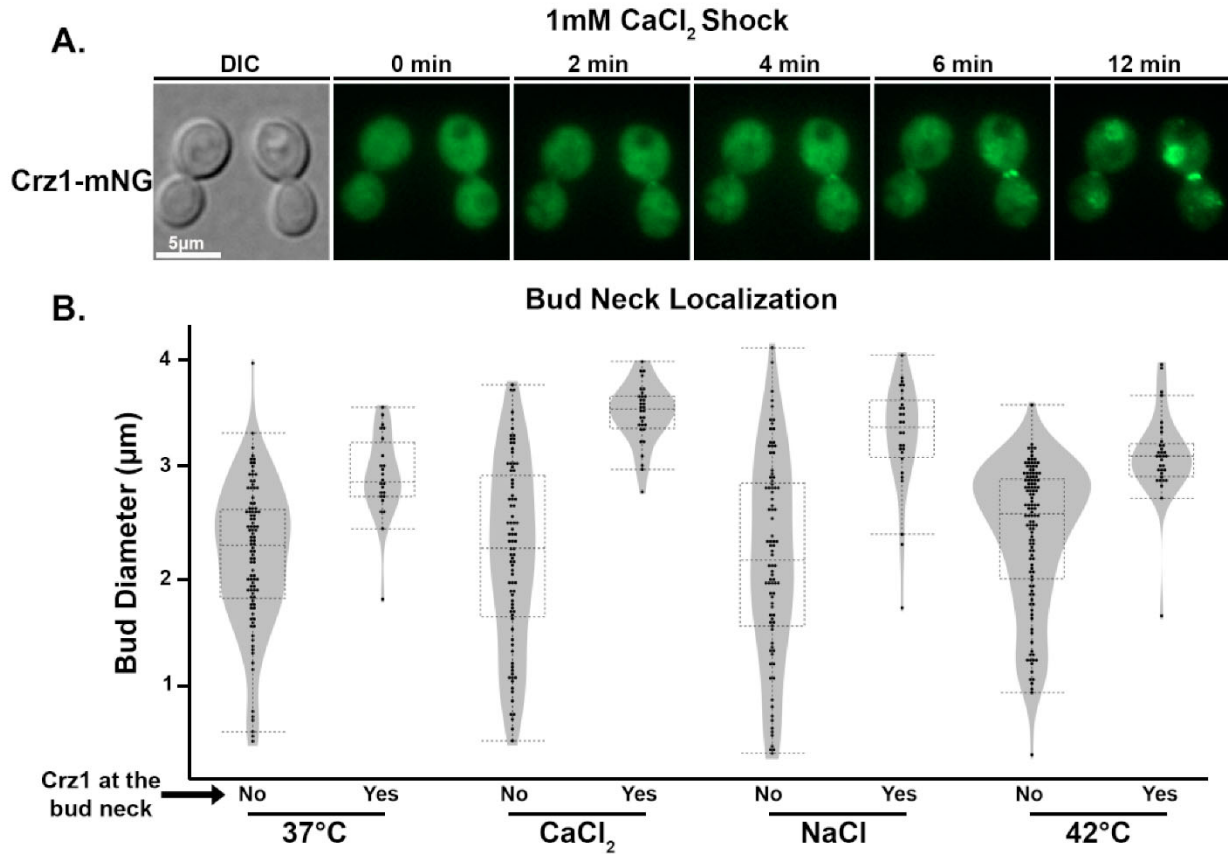 A.
1mM CaCl₂ Shock
DIC 0 min 2 min 4 min 6 min 12 min
Crz1-mNG
5µm
B.
Bud Neck Localization
Bud Diameter (µm)
4
3
2
1
Crz1 at the
bud neck
No Yes No Yes No Yes No Yes
37°C CaCl₂ NaCl 42°C